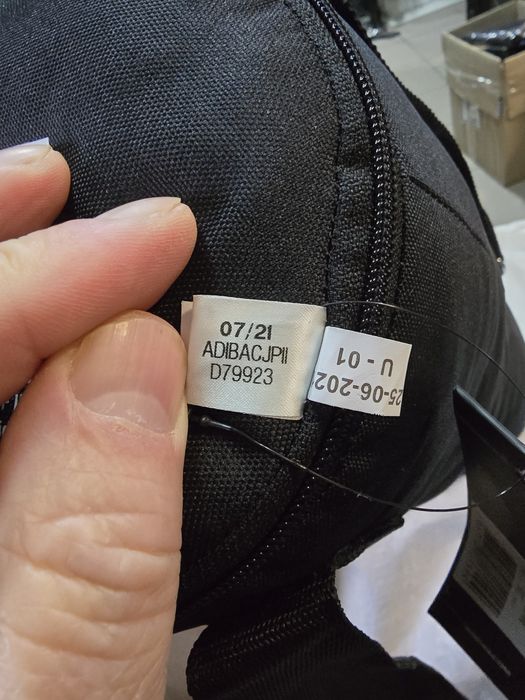 07/21
ADIBACJPII
D79923
U - 01
25-06-202